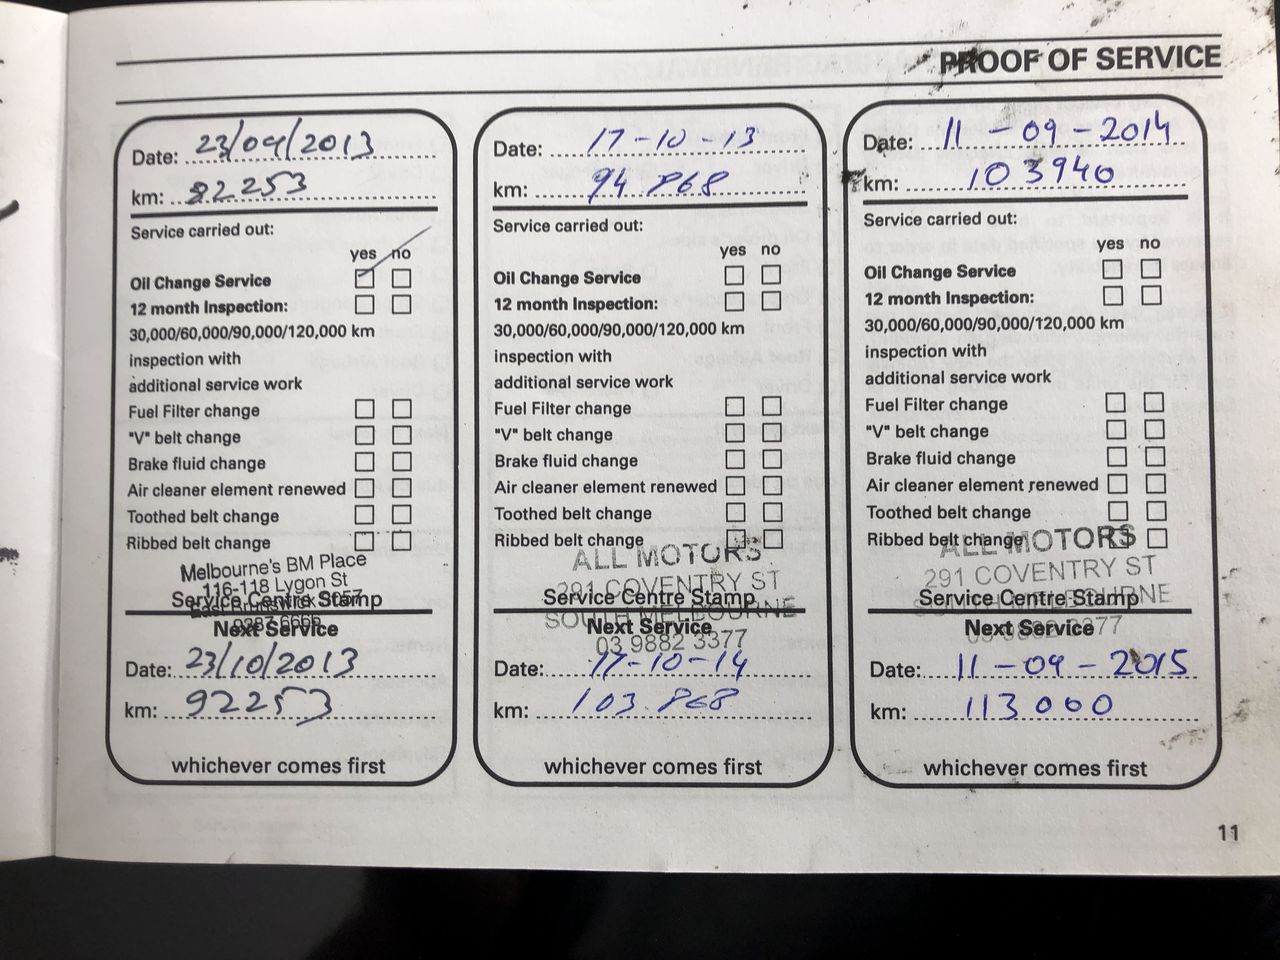 PROOF OF SERVICE
Date: 23/04/2013
km: 82253
Service carried out:
yes no
Oil Change Service
12 month Inspection:
30,000/60,000/90,000/120,000 km
inspection with
additional service work
Fuel Filter change
"V" belt change
Brake fluid change
Air cleaner element renewed
Toothed belt change
Ribbed belt change
Melbourne's BM Place
116-118 Lygon St
Service Centre Stamp
East Brunswick 3057
9387 6666
Next Service
Date: 23/10/2013
km: 92253
whichever comes first
Date: 17-10-13
km: 94.868
Service carried out:
yes no
Oil Change Service
12 month Inspection:
30,000/60,000/90,000/120,000 km
inspection with
additional service work
Fuel Filter change
"V" belt change
Brake fluid change
Air cleaner element renewed
Toothed belt change
Ribbed belt change
ALL MOTORS
291 COVENTRY ST
Service Centre Stamp
SOUTH MELBOURNE
Next Service
03 9882 3377
Date: 17-10-14
km: 103.868
whichever comes first
Date: 11-09-2014
km: 103940
Service carried out:
yes no
Oil Change Service
12 month Inspection:
30,000/60,000/90,000/120,000 km
inspection with
additional service work
Fuel Filter change
"V" belt change
Brake fluid change
Air cleaner element renewed
Toothed belt change
Ribbed belt change
ALL MOTORS
291 COVENTRY ST
Service Centre Stamp
SOUTH MELBOURNE
Next Service
03 9882 3377
Date: 11-09-2015
km: 113000
whichever comes first
11